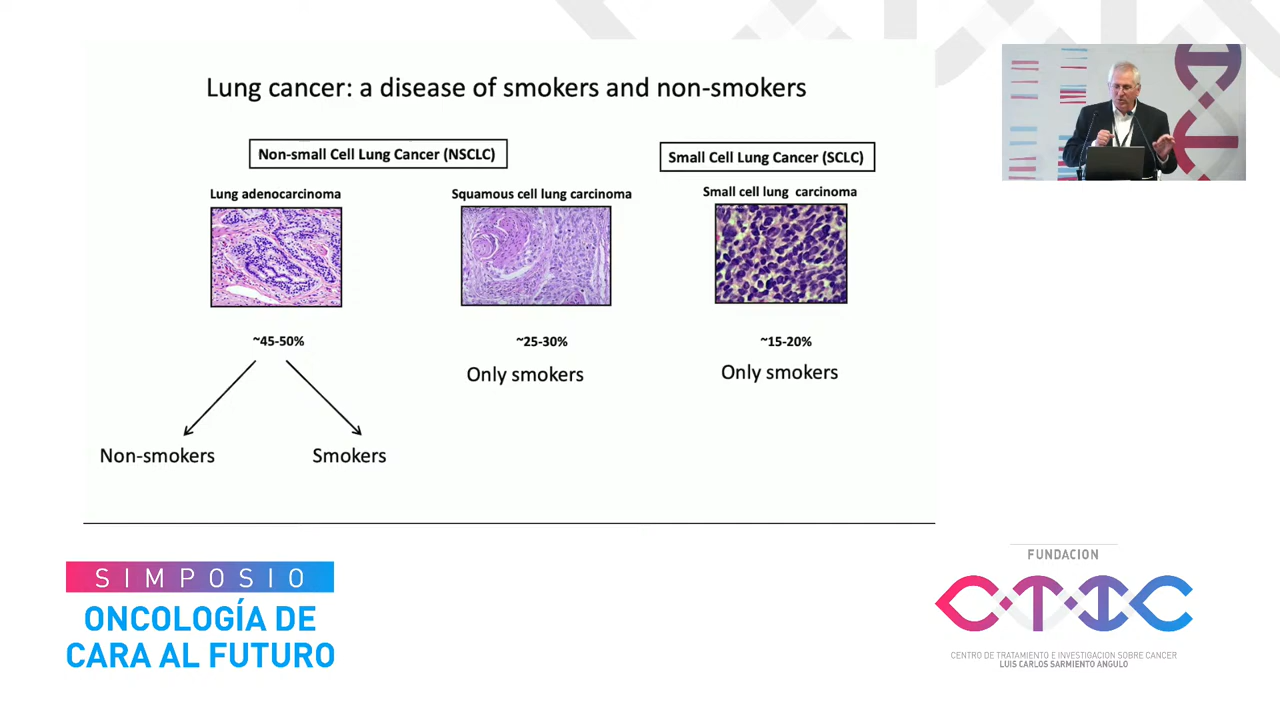 Lung cancer: a disease of smokers and non-smokers
Non-small Cell Lung Cancer (NSCLC)
Small Cell Lung Cancer (SCLC)
Lung adenocarcinoma
Squamous cell lung carcinoma
Small cell lung carcinoma
~45-50%
~25-30%
~15-20%
Only smokers
Only smokers
Non-smokers
Smokers
SIMPOSIO
ONCOLOGÍA DE
CARA AL FUTURO
FUNDACION
CTIC
CENTRO DE TRATAMIENTO E INVESTIGACION SOBRE CANCER
LUIS CARLOS SARMIENTO ANGULO